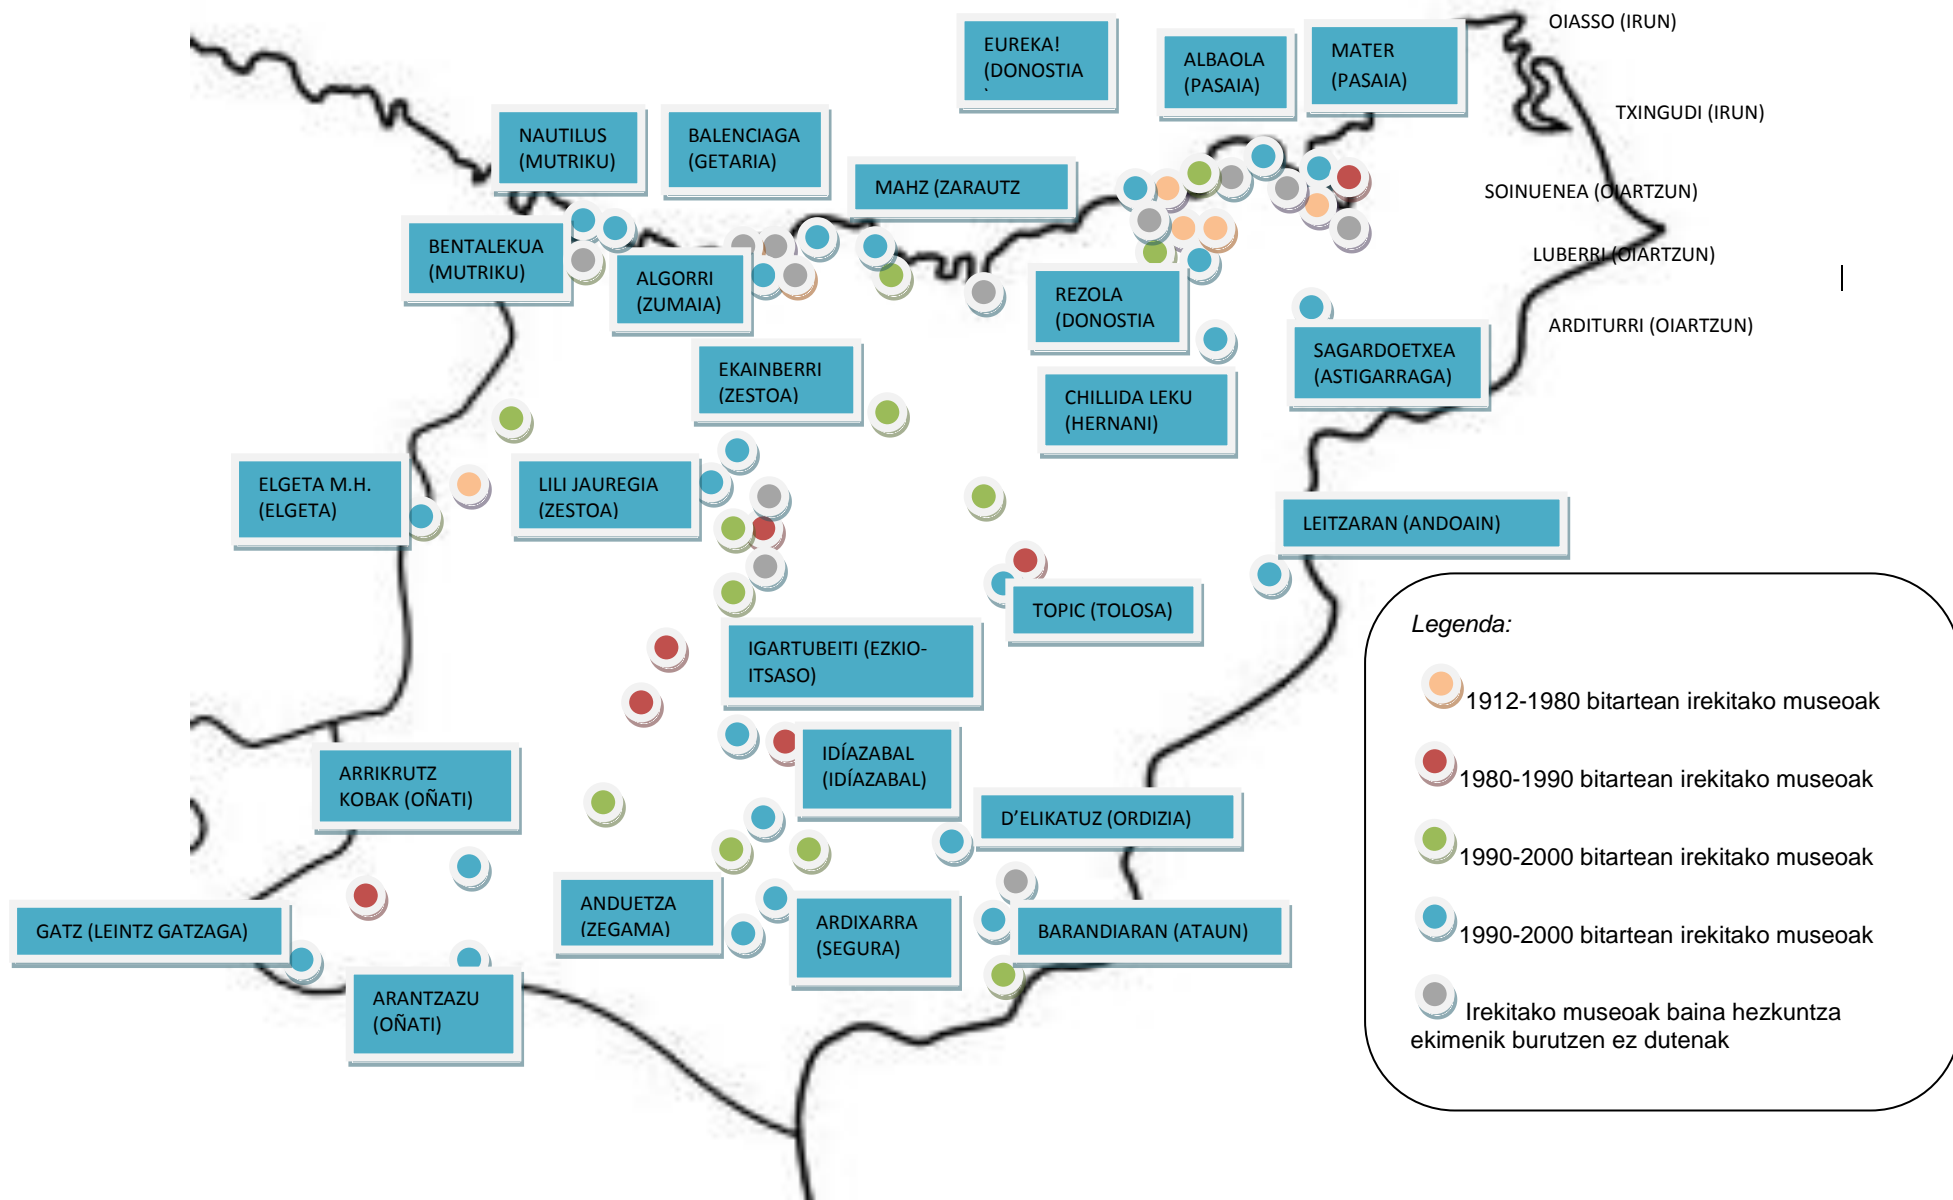 OIASSO (IRUN)
EUREKA!
(DONOSTIA
ALBAOLA
(PASAIA)
MATER
(PASAIA)
TXINGUDI (IRUN)
NAUTILUS
(MUTRIKU)
BALENCIAGA
(GETARIA)
MAHZ (ZARAUTZ
SOINUENEA (OIARTZUN)
BENTALEKUA
(MUTRIKU)
ALGORRI
(ZUMAIA)
LUBERRI (OIARTZUN)
REZOLA
(DONOSTIA
ARDITURRI (OIARTZUN)
SAGARDOETXEA
(ASTIGARRAGA)
EKAINBERRI
(ZESTOA)
CHILLIDA LEKU
(HERNANI)
ELGETA M.H.
(ELGETA)
LILI JAUREGIA
(ZESTOA)
LEITZARAN (ANDOAIN)
TOPIC (TOLOSA)
IGARTUBEITI (EZKIO-
ITSASO)
IDÍAZABAL
(IDÍAZABAL)
ARRIKRUTZ
KOBAK (OÑATI)
D'ELIKATUZ (ORDIZIA)
ANDUETZA
(ZEGAMA)
ARDIXARRA
(SEGURA)
BARANDIARAN (ATAUN)
GATZ (LEINTZ GATZAGA)
ARANTZAZU
(OÑATI)
Legenda:
1912-1980 bitartean irekitako museoak
1980-1990 bitartean irekitako museoak
1990-2000 bitartean irekitako museoak
1990-2000 bitartean irekitako museoak
Irekitako museoak baina hezkuntza
ekimenik burutzen ez dutenak